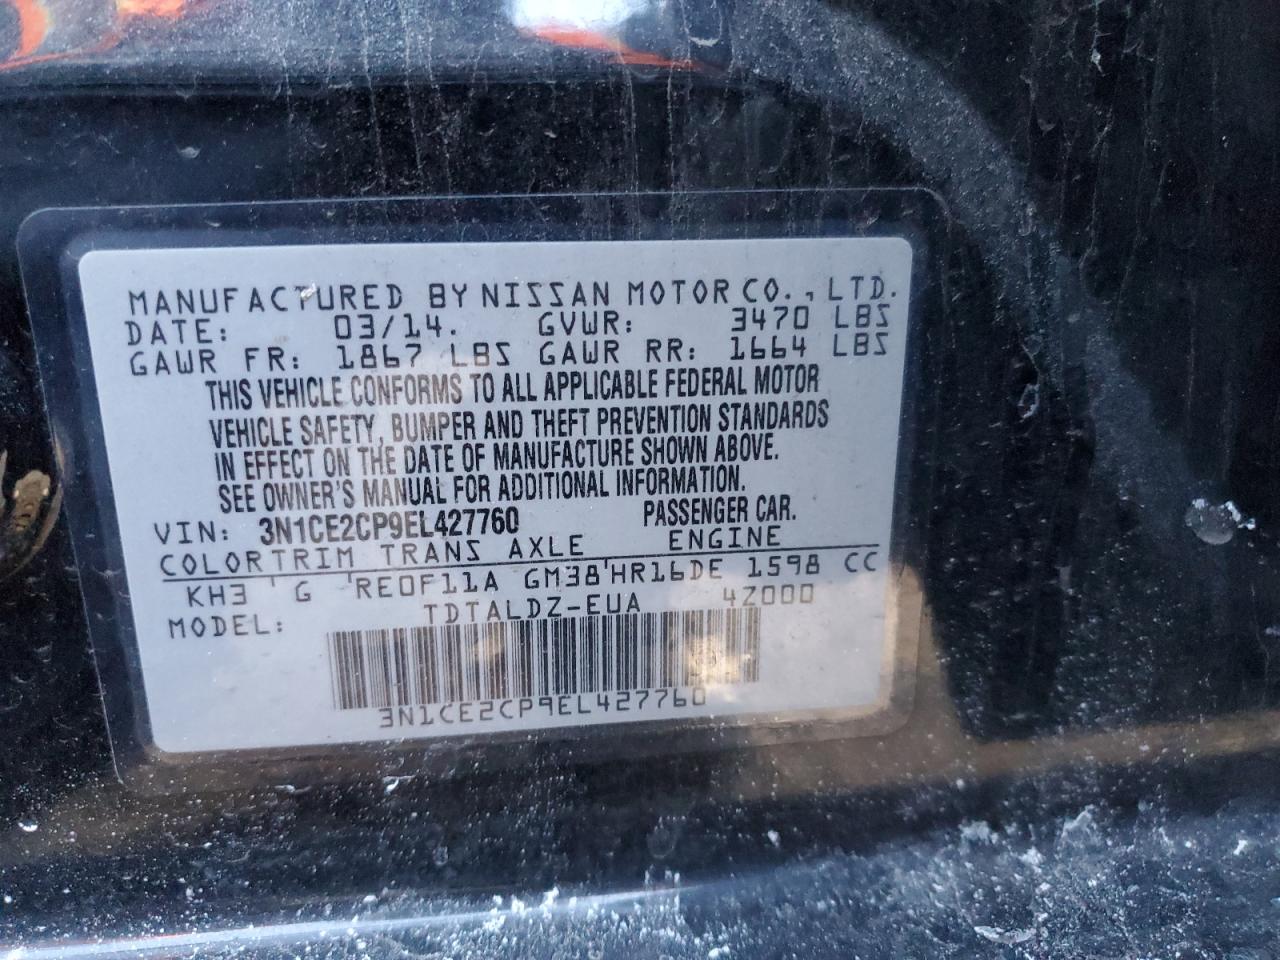 MANUFACTURED BY NISSAN MOTOR CO., LTD.
DATE: 03/14. GVWR: 3470 LBS
GAWR FR: 1867 LBS GAWR RR: 1664 LBS
THIS VEHICLE CONFORMS TO ALL APPLICABLE FEDERAL MOTOR
VEHICLE SAFETY, BUMPER AND THEFT PREVENTION STANDARDS
IN EFFECT ON THE DATE OF MANUFACTURE SHOWN ABOVE.
SEE OWNER'S MANUAL FOR ADDITIONAL INFORMATION.
VIN: 3N1CE2CP9EL427760 PASSENGER CAR.
COLORTRIM TRANS AXLE ENGINE
KH3 ' G 'RE0F11A GM38'HR16DE 1598 CC
MODEL: TDTALDZ-EUA 4Z000
3N1CE2CP9EL427760